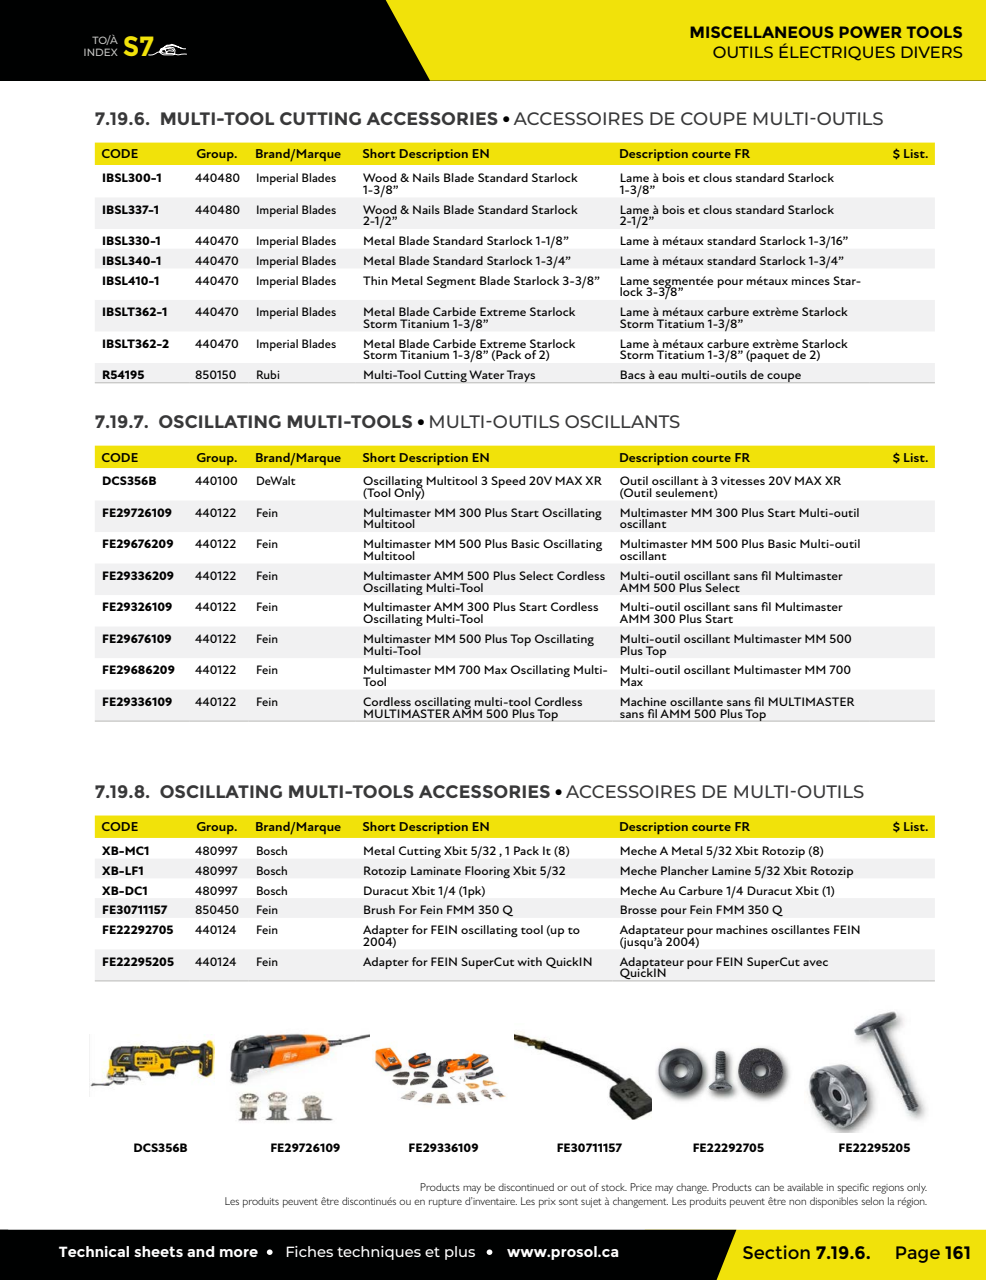 TO/À
INDEX S7
MISCELLANEOUS POWER TOOLS
OUTILS ÉLECTRIQUES DIVERS
7.19.6. MULTI-TOOL CUTTING ACCESSORIES • ACCESSOIRES DE COUPE MULTI-OUTILS
CODE Group. Brand/Marque Short Description EN Description courte FR $ List.
IBSL300-1 440480 Imperial Blades Wood & Nails Blade Standard Starlock Lame à bois et clous standard Starlock
1-3/8” 1-3/8”
IBSL337-1 440480 Imperial Blades Wood & Nails Blade Standard Starlock Lame à bois et clous standard Starlock
2-1/2” 2-1/2”
IBSL330-1 440470 Imperial Blades Metal Blade Standard Starlock 1-1/8” Lame à métaux standard Starlock 1-3/16”
IBSL340-1 440470 Imperial Blades Metal Blade Standard Starlock 1-3/4” Lame à métaux standard Starlock 1-3/4”
IBSL410-1 440470 Imperial Blades Thin Metal Segment Blade Starlock 3-3/8” Lame segmentée pour métaux minces Star-
lock 3-3/8”
IBSLT362-1 440470 Imperial Blades Metal Blade Carbide Extreme Starlock Lame à métaux carbure extrème Starlock
Storm Titanium 1-3/8” Storm Titatium 1-3/8”
IBSLT362-2 440470 Imperial Blades Metal Blade Carbide Extreme Starlock Lame à métaux carbure extrème Starlock
Storm Titanium 1-3/8” (Pack of 2) Storm Titatium 1-3/8” (paquet de 2)
R54195 850150 Rubi Multi-Tool Cutting Water Trays Bacs à eau multi-outils de coupe
7.19.7. OSCILLATING MULTI-TOOLS • MULTI-OUTILS OSCILLANTS
CODE Group. Brand/Marque Short Description EN Description courte FR $ List.
DCS356B 440100 DeWalt Oscillating Multitool 3 Speed 20V MAX XR Outil oscillant à 3 vitesses 20V MAX XR
(Tool Only) (Outil seulement)
FE29726109 440122 Fein Multimaster MM 300 Plus Start Oscillating Multimaster MM 300 Plus Start Multi-outil
Multitool oscillant
FE29676209 440122 Fein Multimaster MM 500 Plus Basic Oscillating Multimaster MM 500 Plus Basic Multi-outil
Multitool oscillant
FE29336209 440122 Fein Multimaster AMM 500 Plus Select Cordless Multi-outil oscillant sans fil Multimaster
Oscillating Multi-Tool AMM 500 Plus Select
FE29326109 440122 Fein Multimaster AMM 300 Plus Start Cordless Multi-outil oscillant sans fil Multimaster
Oscillating Multi-Tool AMM 300 Plus Start
FE29676109 440122 Fein Multimaster MM 500 Plus Top Oscillating Multi-outil oscillant Multimaster MM 500
Multi-Tool Plus Top
FE29686209 440122 Fein Multimaster MM 700 Max Oscillating Multi- Multi-outil oscillant Multimaster MM 700
Tool Max
FE29336109 440122 Fein Cordless oscillating multi-tool Cordless Machine oscillante sans fil MULTIMASTER
MULTIMASTER AMM 500 Plus Top sans fil AMM 500 Plus Top
7.19.8. OSCILLATING MULTI-TOOLS ACCESSORIES • ACCESSOIRES DE MULTI-OUTILS
CODE Group. Brand/Marque Short Description EN Description courte FR $ List.
XB-MC1 480997 Bosch Metal Cutting Xbit 5/32 , 1 Pack It (8) Meche A Metal 5/32 Xbit Rotozip (8)
XB-LF1 480997 Bosch Rotozip Laminate Flooring Xbit 5/32 Meche Plancher Lamine 5/32 Xbit Rotozip
XB-DC1 480997 Bosch Duracut Xbit 1/4 (1pk) Meche Au Carbure 1/4 Duracut Xbit (1)
FE30711157 850450 Fein Brush For Fein FMM 350 Q Brosse pour Fein FMM 350 Q
FE22292705 440124 Fein Adapter for FEIN oscillating tool (up to Adaptateur pour machines oscillantes FEIN
2004) (jusqu’à 2004)
FE22295205 440124 Fein Adapter for FEIN SuperCut with QuickIN Adaptateur pour FEIN SuperCut avec
QuickIN
DCS356B FE29726109 FE29336109 FE30711157 FE22292705 FE22295205
Products may be discontinued or out of stock. Price may change. Products can be available in specific regions only.
Les produits peuvent être discontinués ou en rupture d’inventaire. Les prix sont sujet à changement. Les produits peuvent être non disponibles selon la région.
Technical sheets and more • Fiches techniques et plus • www.prosol.ca
Section 7.19.6. Page 161